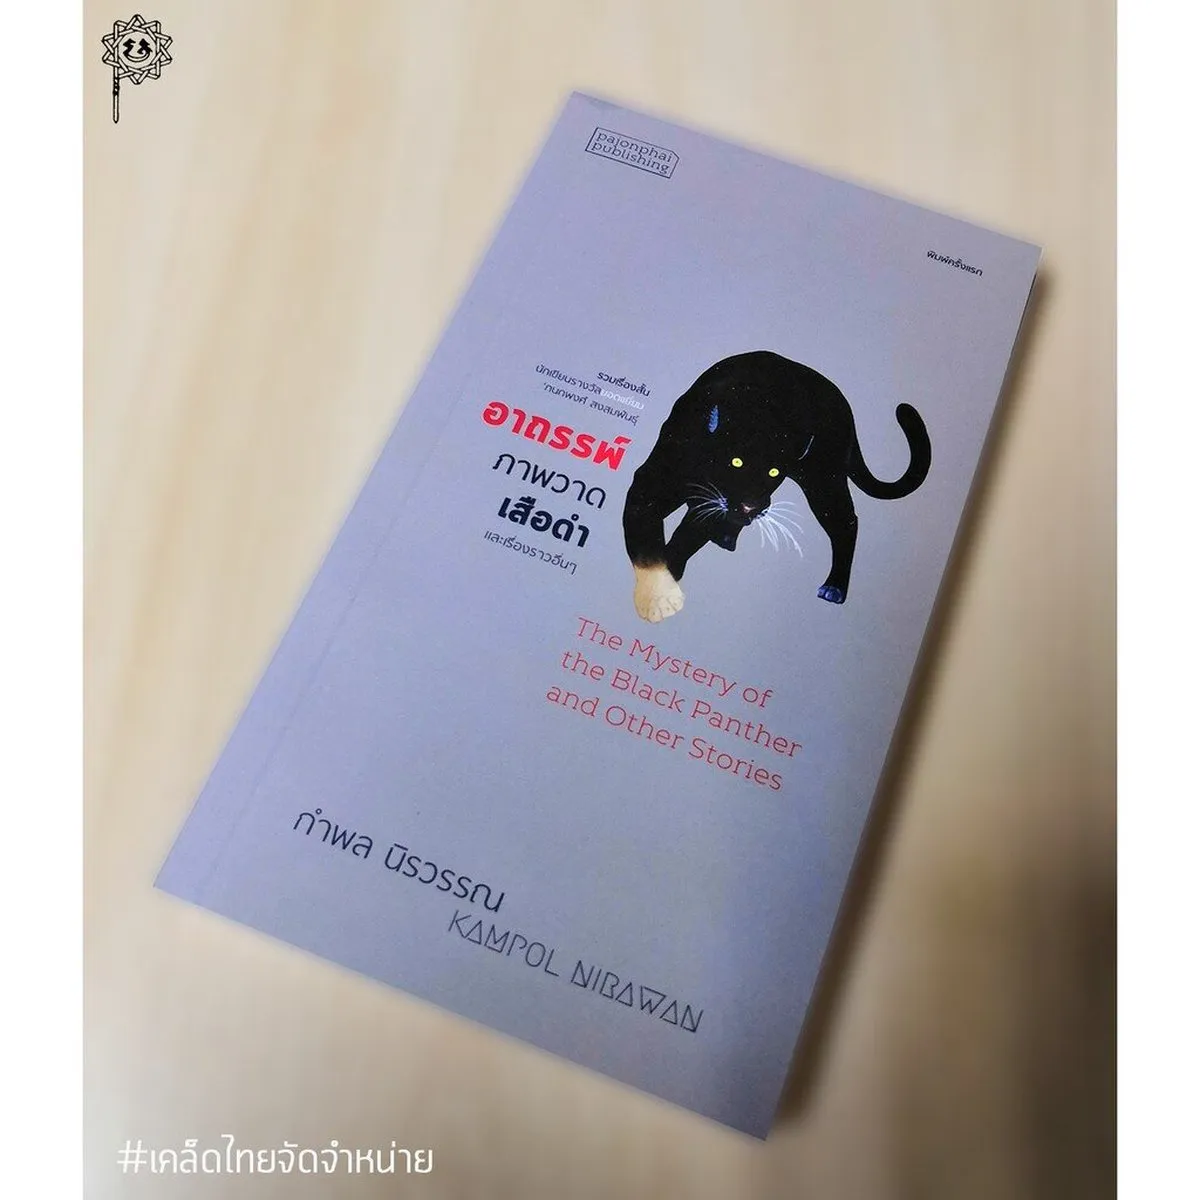 pajonphai
publishing
พิมพ์ครั้งแรก
รวมเรื่องสั้น
นักเขียนรางวัลยอดเยี่ยม
'กนกพงศ์ สงสมพันธุ์
อาถรรพ์
ภาพวาด
เสือดำ
และเรื่องราวอื่นๆ
The Mystery of
the Black Panther
and Other Stories
กำพล นิรวรรณ
KAMPOL NIRAWAN
#เคล็ดไทยจัดจำหน่าย